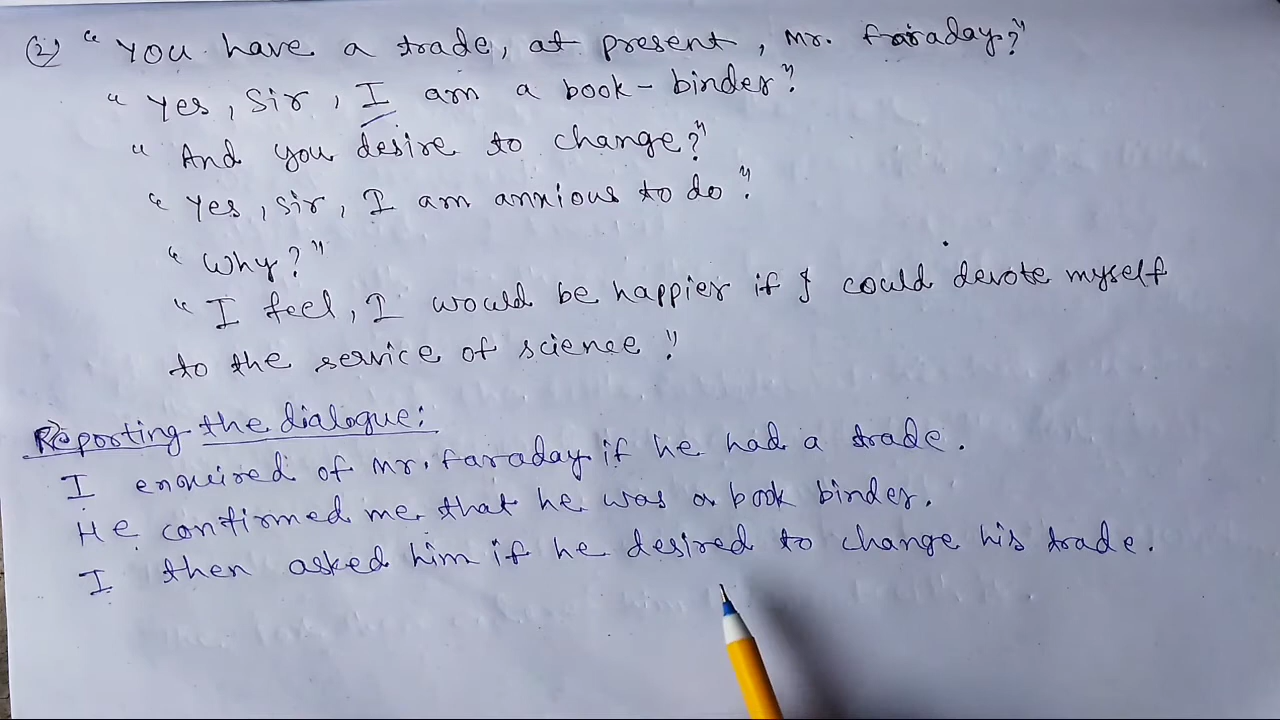 (2) "You have a trade, at present, Mr. Faraday?"
"Yes, Sir, I am a book-binder"
"And you desire to change?"
"Yes, Sir, I am anxious to do"
"Why?"
"I feel, I would be happier if I could devote myself
to the service of science"
Reporting the dialogue:
I enquired of Mr. Faraday if he had a trade.
He confirmed me that he was a book binder.
I then asked him if he desired to change his trade.